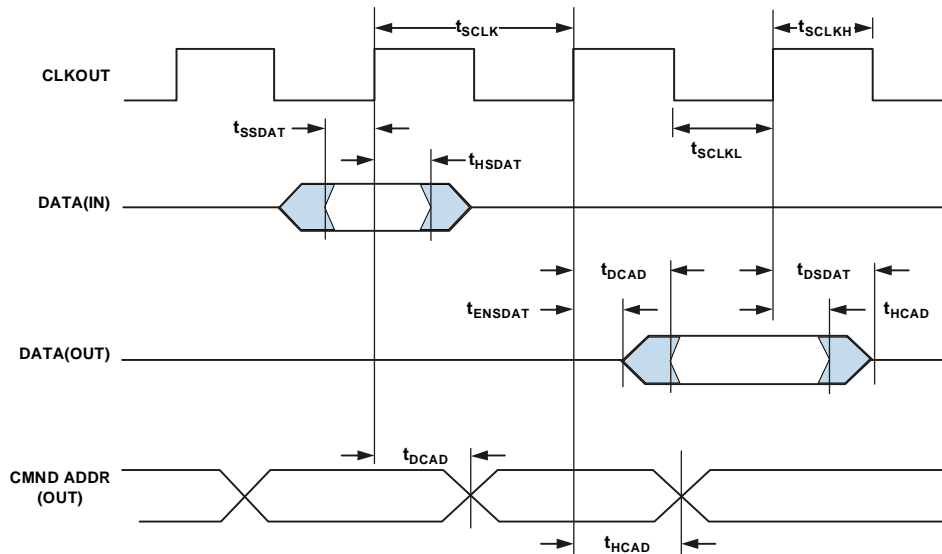 tSCLK
tSCLKH
CLKOUT
tSSDAT
tHSDAT
tSCLKL
DATA(IN)
tDCAD
tDSDAT
tENSDAT
tHCAD
DATA(OUT)
tDCAD
CMND ADDR
(OUT)
tHCAD